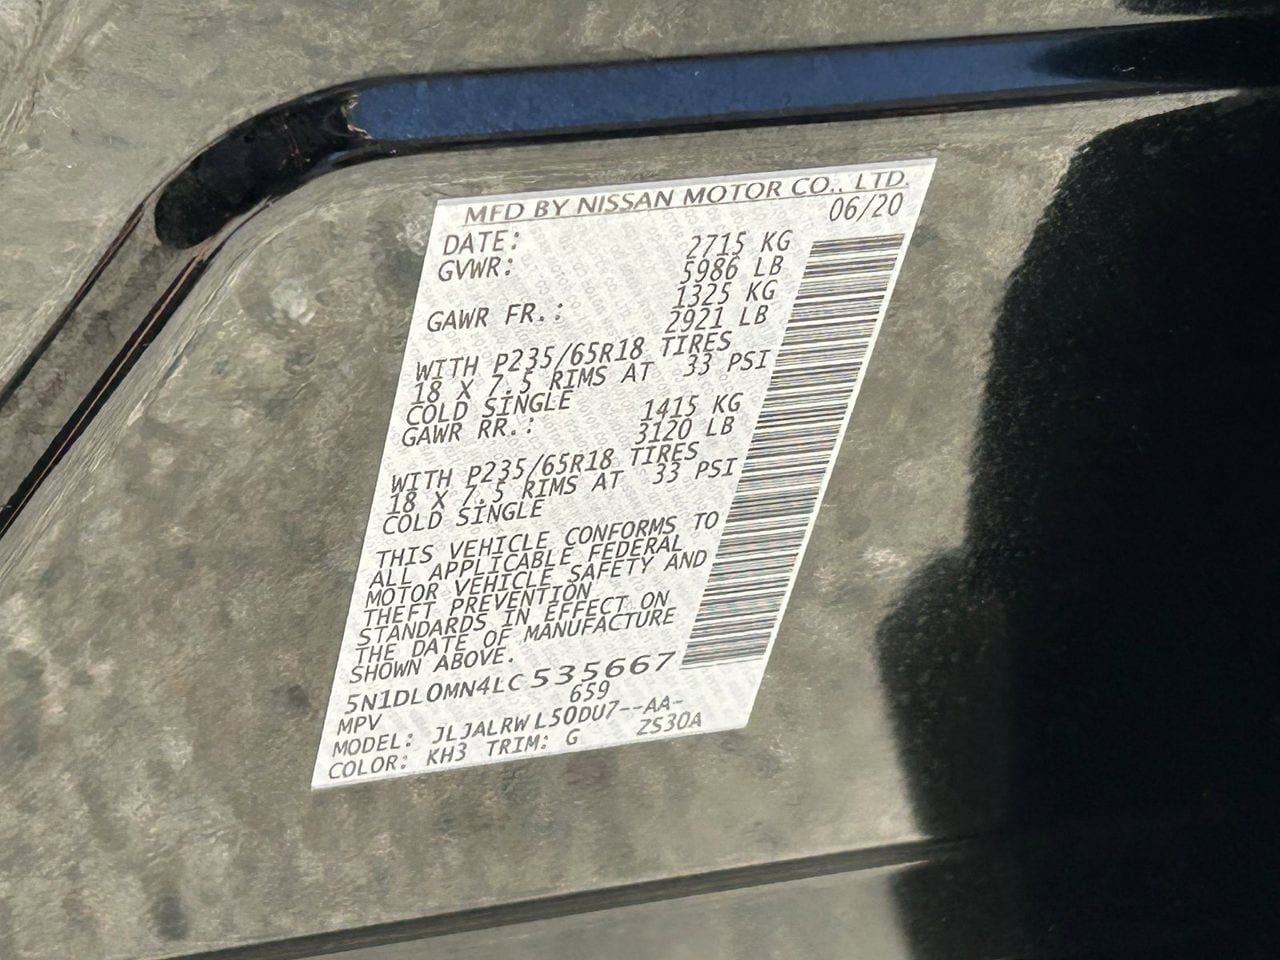 MFD BY NISSAN MOTOR CO., LTD.
DATE: 06/20
GVWR: 2715 KG
5986 LB
GAWR FR.: 1325 KG
2921 LB
WITH P235/65R18 TIRES
18 X 7.5 RIMS AT 33 PSI
COLD SINGLE
GAWR RR.: 1415 KG
3120 LB
WITH P235/65R18 TIRES
18 X 7.5 RIMS AT 33 PSI
COLD SINGLE
THIS VEHICLE CONFORMS TO
ALL APPLICABLE FEDERAL
MOTOR VEHICLE SAFETY AND
THEFT PREVENTION
STANDARDS IN EFFECT ON
THE DATE OF MANUFACTURE
SHOWN ABOVE.
5N1DL0MN4LC535667
MPV 659
MODEL: JLJALRWL50DU7--AA-
COLOR: KH3 TRIM: G ZS30A